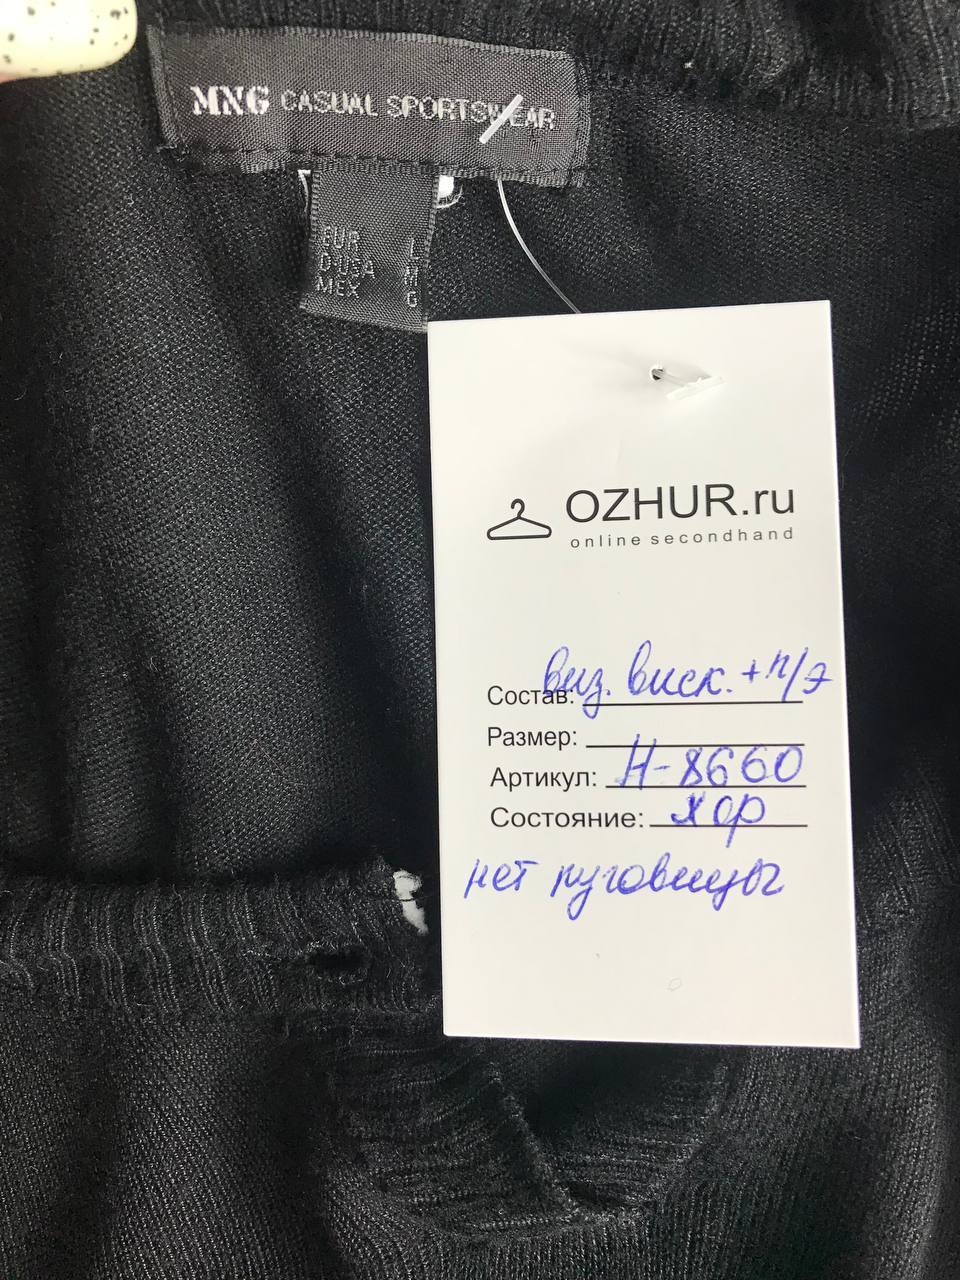 MNG CASUAL SPORTSWEAR
EUR L
D·USA M
MEX G
OZHUR.ru
online secondhand
Состав: виз. виск. + п/э
Размер:
Артикул: Н-8660
Состояние: хор
нет пуговицы